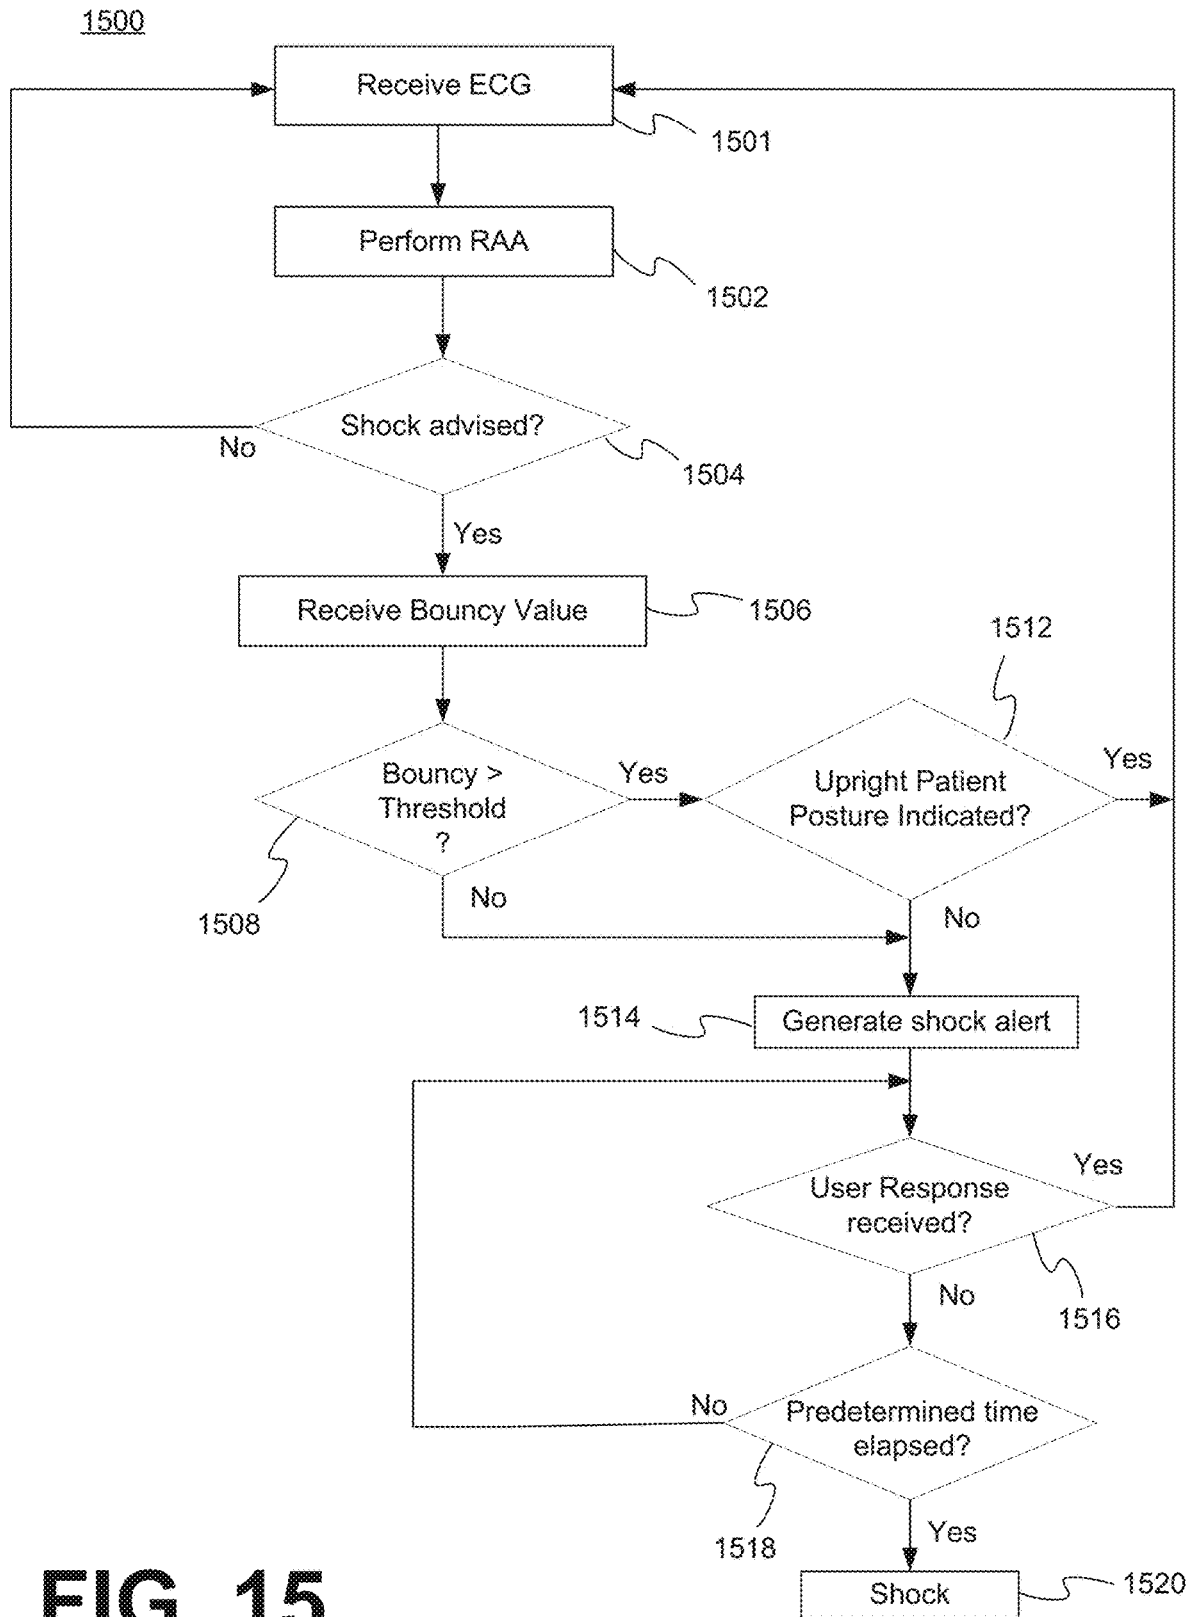 1500
Receive ECG
1501
Perform RAA
1502
Shock advised?
No
1504
Yes
Receive Bouncy Value
1506
1512
Bouncy >
Threshold
?
Yes
Upright Patient
Posture Indicated?
Yes
1508
No
No
1514
Generate shock alert
User Response
received?
Yes
No
1516
No
Predetermined time
elapsed?
1518
Yes
Shock
1520
FIG. 15